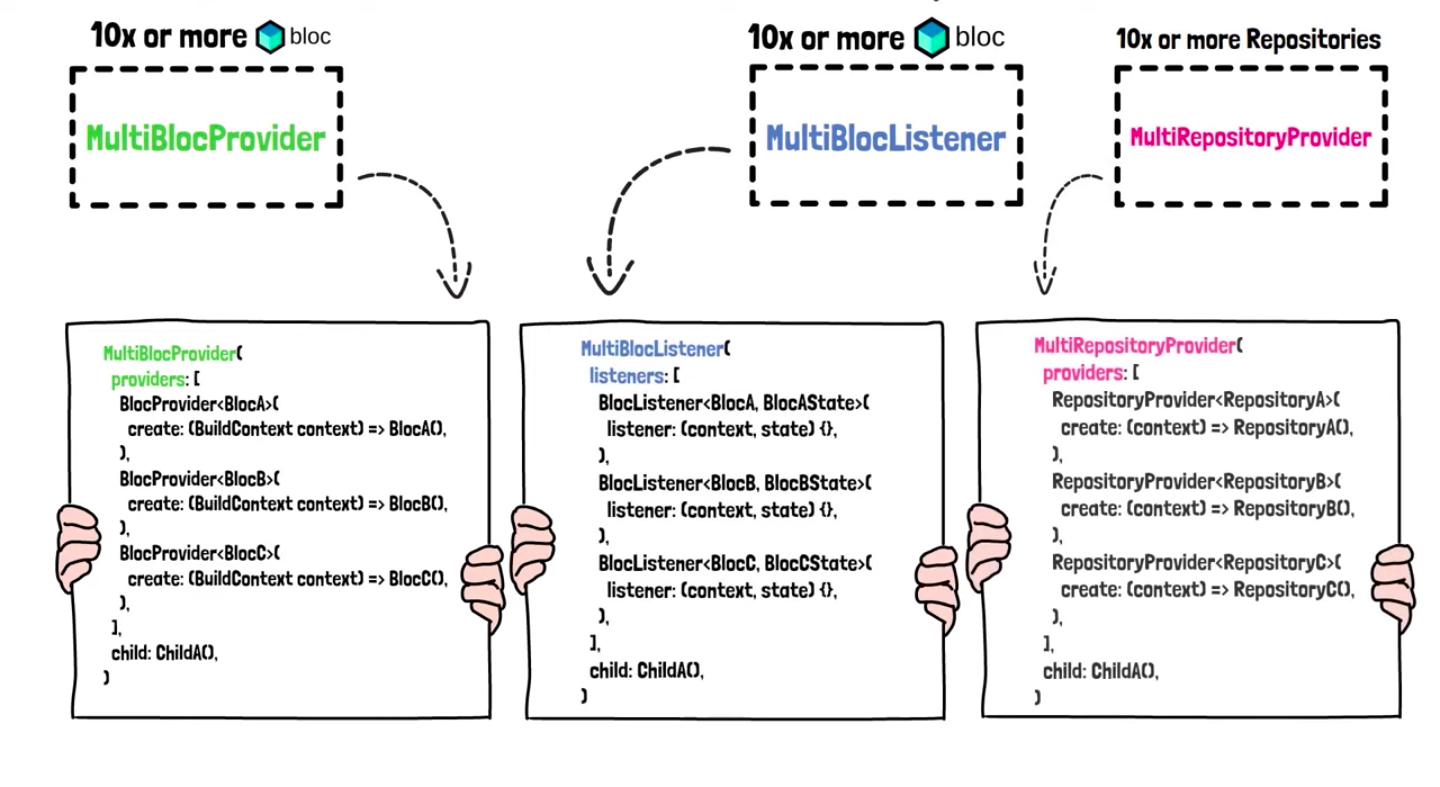 10x or more bloc
MultiBlocProvider
10x or more bloc
MultiBlocListener
10x or more Repositories
MultiRepositoryProvider
MultiBlocProvider(
providers: [
BlocProvider<BlocA>(
create: (BuildContext context) => BlocA(),
),
BlocProvider<BlocB>(
create: (BuildContext context) => BlocB(),
),
BlocProvider<BlocC>(
create: (BuildContext context) => BlocC(),
),
],
child: ChildA(),
)
MultiBlocListener(
listeners: [
BlocListener<BlocA, BlocAState>(
listener: (context, state) {},
),
BlocListener<BlocB, BlocBState>(
listener: (context, state) {},
),
BlocListener<BlocC, BlocCState>(
listener: (context, state) {},
),
],
child: ChildA(),
)
MultiRepositoryProvider(
providers: [
RepositoryProvider<RepositoryA>(
create: (context) => RepositoryA(),
),
RepositoryProvider<RepositoryB>(
create: (context) => RepositoryB(),
),
RepositoryProvider<RepositoryC>(
create: (context) => RepositoryC(),
),
],
child: ChildA(),
)